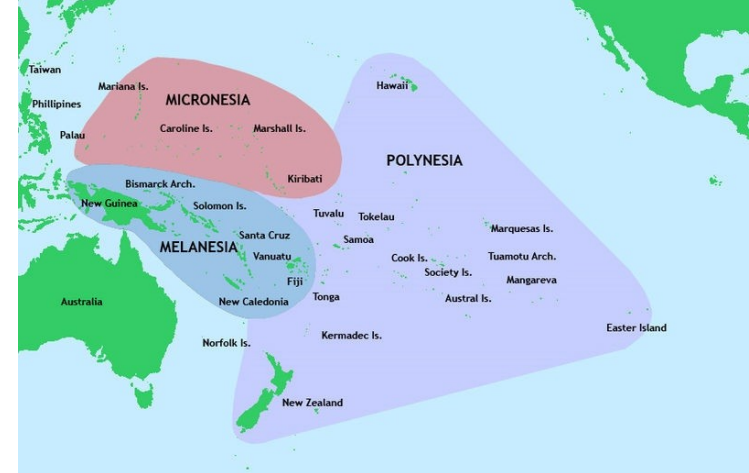 Taiwan
Hawaii
Mariana Is.
MICRONESIA
Phillipines
Palau
Caroline Is.
Marshall Is.
POLYNESIA
Kiribati
Bismarck Arch.
New Guinea
Solomon Is.
Tuvalu
Tokelau
Marquesas Is.
Santa Cruz
Samoa
MELANESIA
Vanuatu
Cook Is.
Tuamotu Arch.
Society Is.
Fiji
Mangareva
Australia
New Caledonia
Tonga
Austral Is.
Easter Island
Norfolk Is.
Kermadec Is.
New Zealand